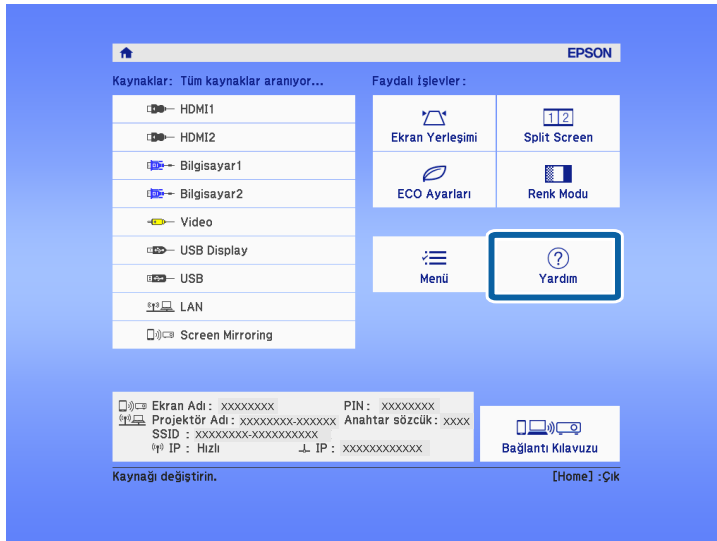 EPSON
Kaynaklar: Tüm kaynaklar aranıyor...
Faydalı İşlevler:
HDMI1
HDMI2
Bilgisayar1
Bilgisayar2
Video
USB Display
USB
LAN
Screen Mirroring
Ekran Yerleşimi
1 2
Split Screen
ECO Ayarları
Renk Modu
Menü
?
Yardım
Ekran Adı: XXXXXXXX PIN: XXXXXXXX
Projektör Adı: XXXXXXXX-XXXXXX Anahtar sözcük: XXXX
SSID : XXXXXXXX-XXXXXXXXXX
IP : Hızlı IP : XXXXXXXXXXXX
Bağlantı Kılavuzu
Kaynağı değiştirin. [Home] :Çık